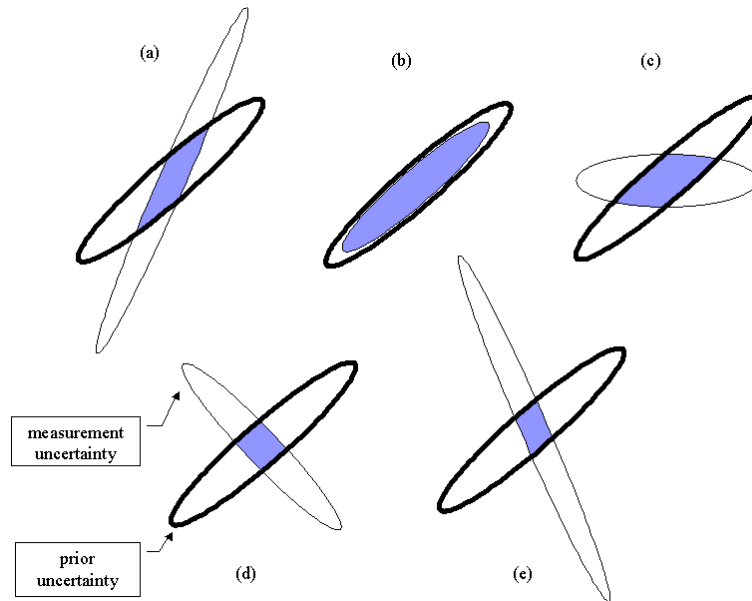 (a)
(b)
(c)
measurement
uncertainty
prior
uncertainty
(d)
(e)